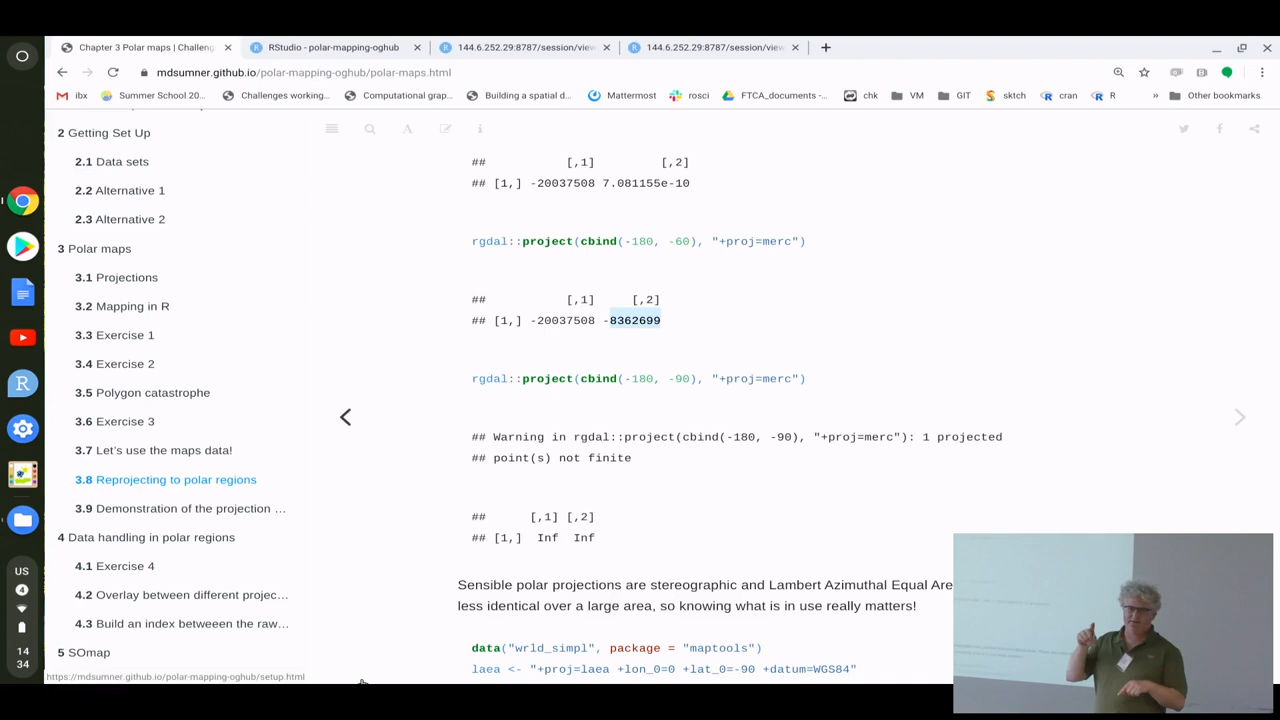 Chapter 3 Polar maps | Challeng
RStudio - polar-mapping-oghub
144.6.252.29:8787/session/view
144.6.252.29:8787/session/view
mdsumner.github.io/polar-mapping-oghub/polar-maps.html
ibx
Summer School 20...
Challenges working...
Computational grap...
Building a spatial d...
Mattermost
rosci
FTCA_documents -...
chk
VM
GIT
sktch
cran
R
»
Other bookmarks
2 Getting Set Up
2.1 Data sets
2.2 Alternative 1
2.3 Alternative 2
3 Polar maps
3.1 Projections
3.2 Mapping in R
3.3 Exercise 1
3.4 Exercise 2
3.5 Polygon catastrophe
3.6 Exercise 3
3.7 Let's use the maps data!
3.8 Reprojecting to polar regions
3.9 Demonstration of the projection ...
4 Data handling in polar regions
4.1 Exercise 4
4.2 Overlay between different projec...
4.3 Build an index betweeen the raw...
5 SOmap
https://mdsumner.github.io/polar-mapping-oghub/setup.html
## [,1] [,2]
## [1,] -20037508 7.081155e-10
rgdal::project(cbind(-180, -60), "+proj=merc")
## [,1] [,2]
## [1,] -20037508 -8362699
rgdal::project(cbind(-180, -90), "+proj=merc")
## Warning in rgdal::project(cbind(-180, -90), "+proj=merc"): 1 projected
## point(s) not finite
## [,1] [,2]
## [1,] Inf Inf
Sensible polar projections are stereographic and Lambert Azimuthal Equal Are
less identical over a large area, so knowing what is in use really matters!
data("wrld_simpl", package = "maptools")
laea <- "+proj=laea +lon_0=0 +lat_0=-90 +datum=WGS84"
US
4
14
34